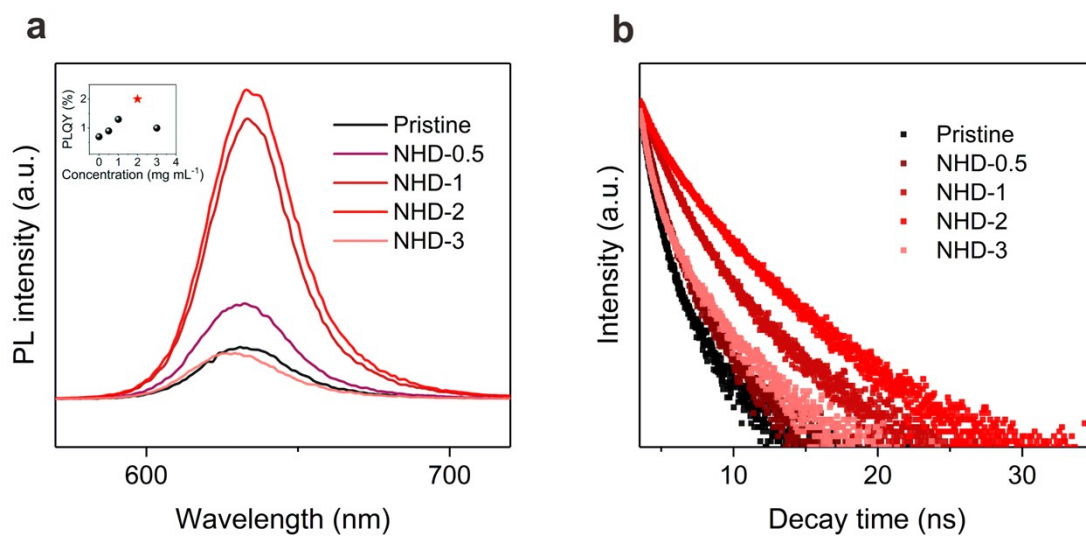 a
PL intensity (a.u.)
PLQY (%)
2
1
0 1 2 3 4
Concentration (mg mL⁻¹)
Pristine
NHD-0.5
NHD-1
NHD-2
NHD-3
600 700
Wavelength (nm)
b
Intensity (a.u.)
Pristine
NHD-0.5
NHD-1
NHD-2
NHD-3
10 20 30
Decay time (ns)